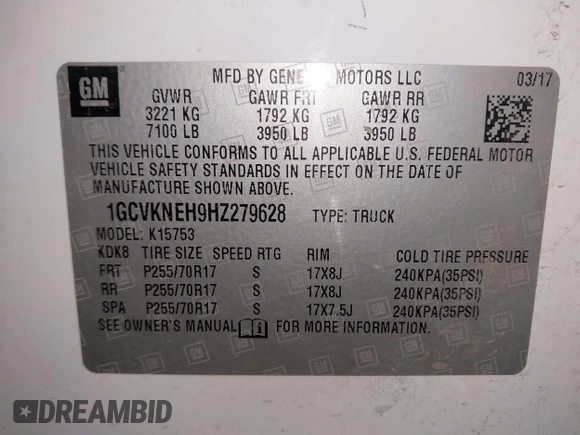 GM
MFD BY GENE MOTORS LLC 03/17
GVWR GAWR FRT GAWR RR
3221 KG 1792 KG 1792 KG
7100 LB 3950 LB 3950 LB
THIS VEHICLE CONFORMS TO ALL APPLICABLE U.S. FEDERAL MOTOR
VEHICLE SAFETY STANDARDS IN EFFECT ON THE DATE OF
MANUFACTURE SHOWN ABOVE.
1GCVKNEH9HZ279628 TYPE: TRUCK
MODEL: K15753
KDK8 TIRE SIZE SPEED RTG RIM COLD TIRE PRESSURE
FRT P255/70R17 S 17X8J 240KPA(35PSI)
RR P255/70R17 S 17X8J 240KPA(35PSI)
SPA P255/70R17 S 17X7.5J 240KPA(35PSI)
SEE OWNER'S MANUAL FOR MORE INFORMATION.
DREAMBID